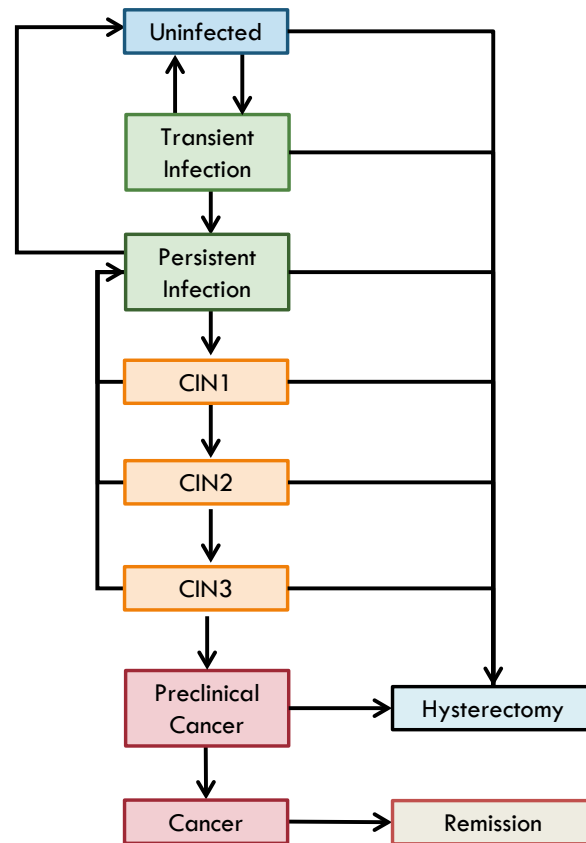 Uninfected
Transient
Infection
Persistent
Infection
CIN1
CIN2
CIN3
Preclinical
Cancer
Hysterectomy
Cancer
Remission